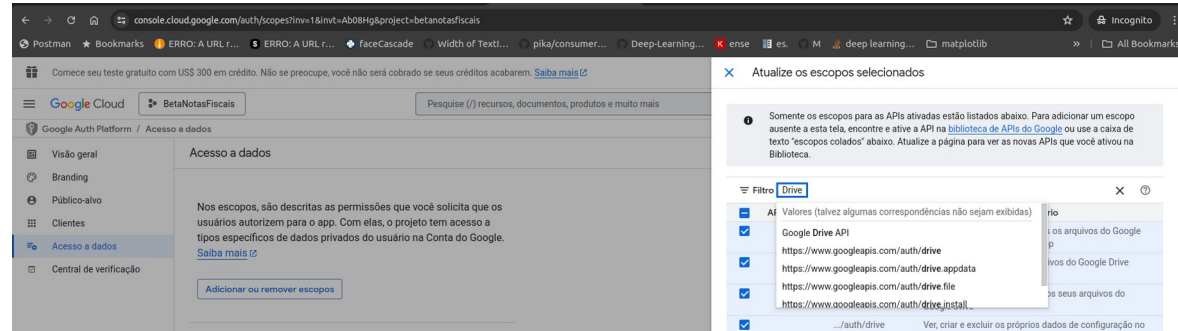 console.cloud.google.com/auth/scopes?inv=1&invt=Ab08Hg&project=betanotasfiscais
Incognito
Postman
Bookmarks
ERRO: A URL r...
ERRO: A URL r...
faceCascade
Width of TextI...
pika/consumer...
Deep-Learning...
K ense
es.
M
deep learning...
matplotlib
»
All Bookmarks
Comece seu teste gratuito com US$ 300 em crédito. Não se preocupe, você não será cobrado se seus créditos acabarem. Saiba mais
Google Cloud
BetaNotasFiscais
Pesquise (/) recursos, documentos, produtos e muito mais
Google Auth Platform / Acesso a dados
Visão geral
Branding
Público-alvo
Clientes
Acesso a dados
Central de verificação
Acesso a dados
Nos escopos, são descritas as permissões que você solicita que os
usuários autorizem para o app. Com elas, o projeto tem acesso a
tipos específicos de dados privados do usuário na Conta do Google.
Saiba mais
Adicionar ou remover escopos
Atualize os escopos selecionados
Somente os escopos para as APIs ativadas estão listados abaixo. Para adicionar um escopo
ausente a esta tela, encontre e ative a API na biblioteca de APIs do Google ou use a caixa de
texto "escopos colados" abaixo. Atualize a página para ver as novas APIs que você ativou na
Biblioteca.
Filtro Drive
Valores (talvez algumas correspondências não sejam exibidas)
Google Drive API
https://www.googleapis.com/auth/drive
https://www.googleapis.com/auth/drive.appdata
https://www.googleapis.com/auth/drive.file
https://www.googleapis.com/auth/drive.install
os arquivos do Google
ivos do Google Drive
os seus arquivos do
.../auth/drive
Ver, criar e excluir os próprios dados de configuração no